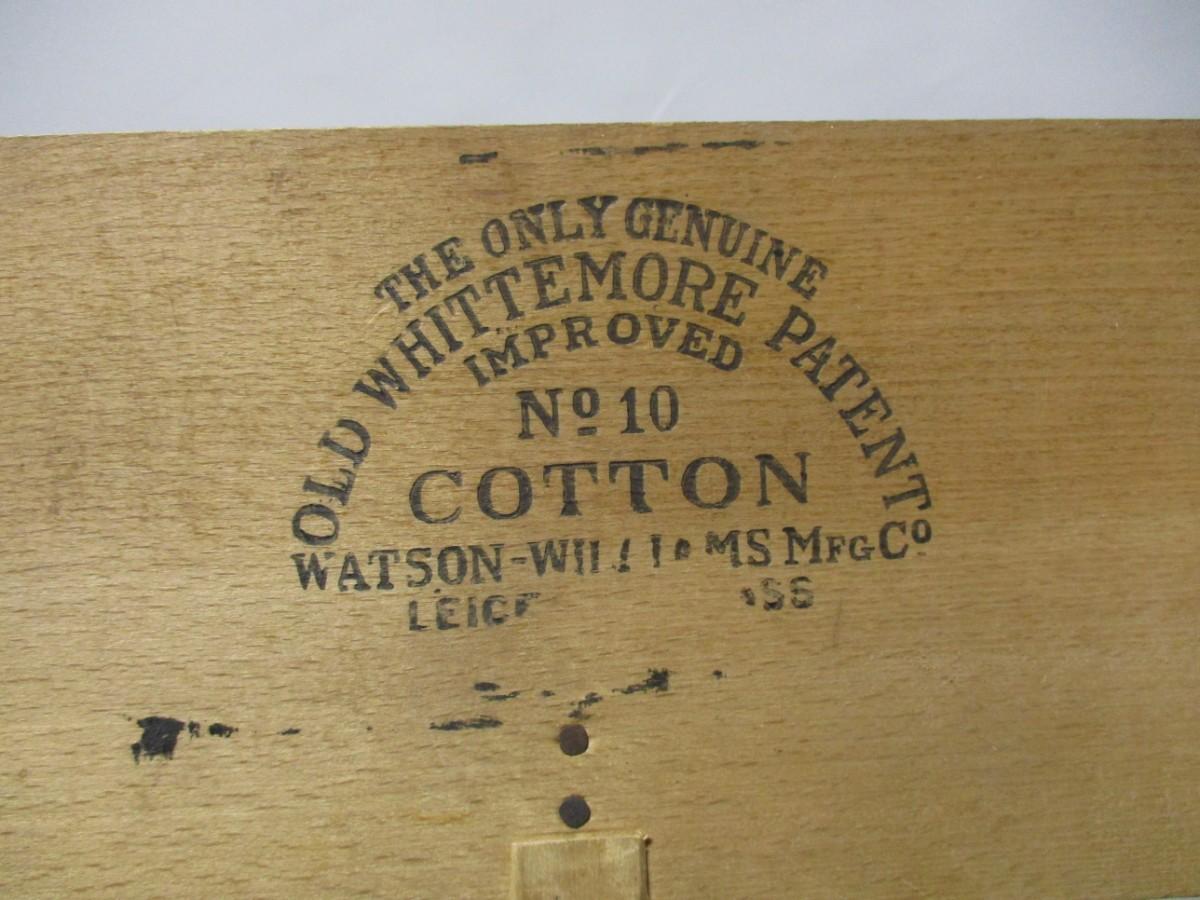 THE ONLY GENUINE
OLD WHITTEMORE PATENT
IMPROVED
Nº 10
COTTON
WATSON-WILLIAMS MFG Cº